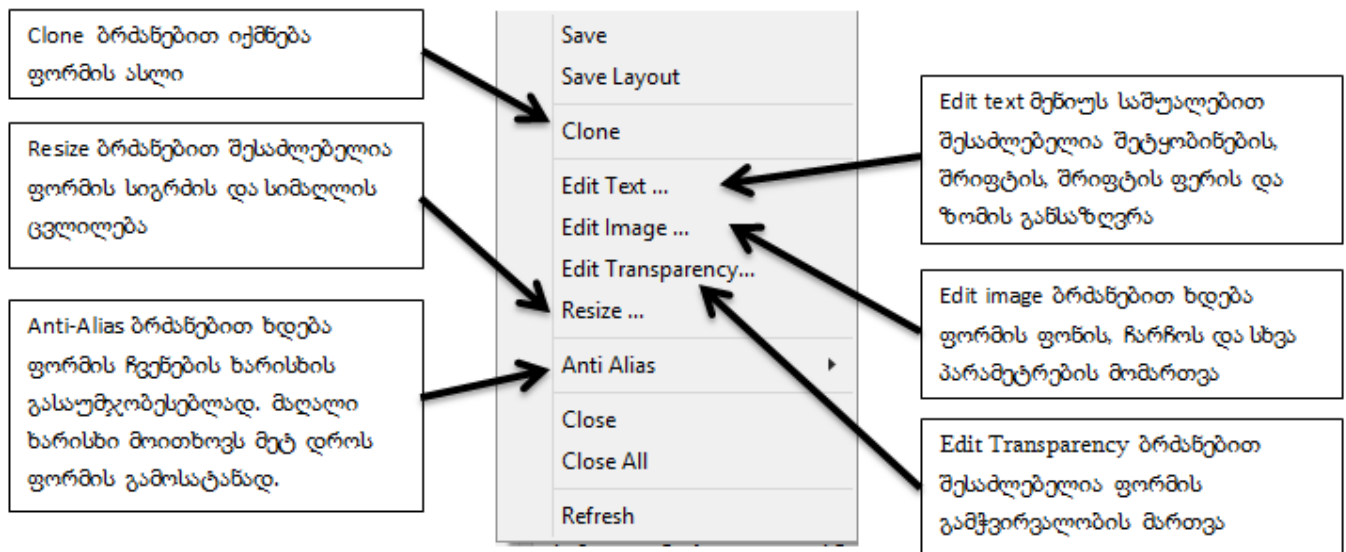 Clone ბრძანებით იქმნება
ფორმის ასლი
Resize ბრძანებით შესაძლებელია
ფორმის სიგრძის და სიმაღლის
ცვლილება
Anti-Alias ბრძანებით ხდება
ფორმის ჩვენების ხარისხის
გასაუმჯობესებლად. მაღალი
ხარისხი მოითხოვს მეტ დროს
ფორმის გამოსატანად.
Save
Save Layout
Clone
Edit Text ...
Edit Image ...
Edit Transparency...
Resize ...
Anti Alias
Close
Close All
Refresh
Edit text მენიუს საშუალებით
შესაძლებელია შეტყობინების,
შრიფტის, შრიფტის ფერის და
ზომის განსაზღვრა
Edit image ბრძანებით ხდება
ფორმის ფონის, ჩარჩოს და სხვა
პარამეტრების მომართვა
Edit Transparency ბრძანებით
შესაძლებელია ფორმის
გამჭვირვალობის მართვა